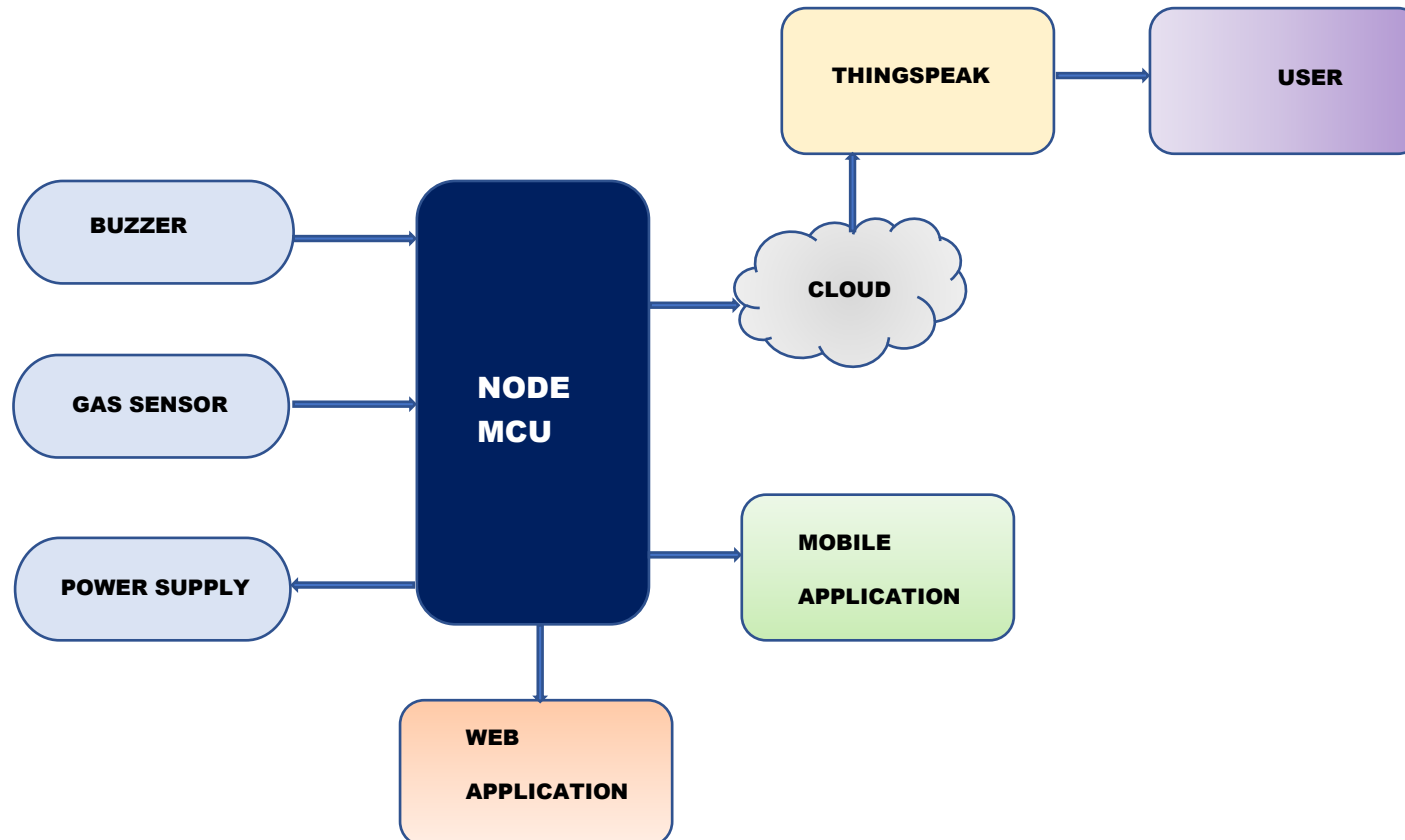 THINGSPEAK
USER
BUZZER
CLOUD
NODE
MCU
GAS SENSOR
MOBILE
APPLICATION
POWER SUPPLY
WEB
APPLICATION